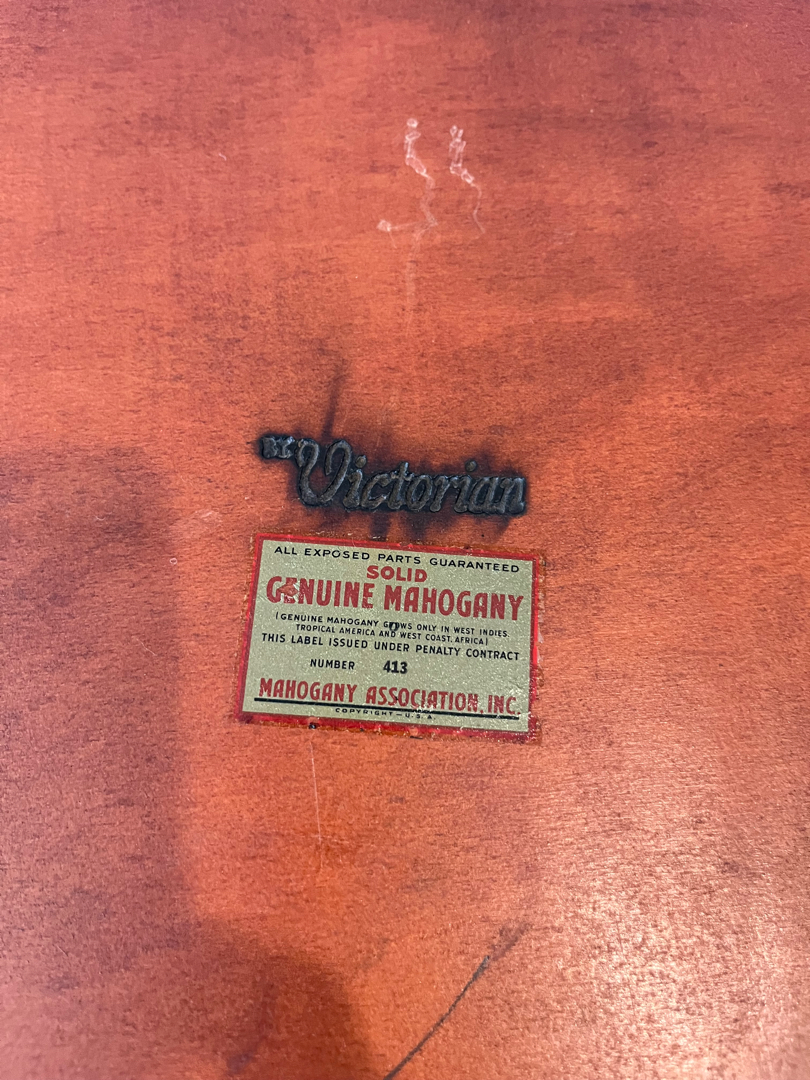 BY Victorian
ALL EXPOSED PARTS GUARANTEED
SOLID
GENUINE MAHOGANY
(GENUINE MAHOGANY GROWS ONLY IN WEST INDIES,
TROPICAL AMERICA AND WEST COAST, AFRICA)
THIS LABEL ISSUED UNDER PENALTY CONTRACT
NUMBER 413
MAHOGANY ASSOCIATION, INC.
COPYRIGHT — U.S.A.